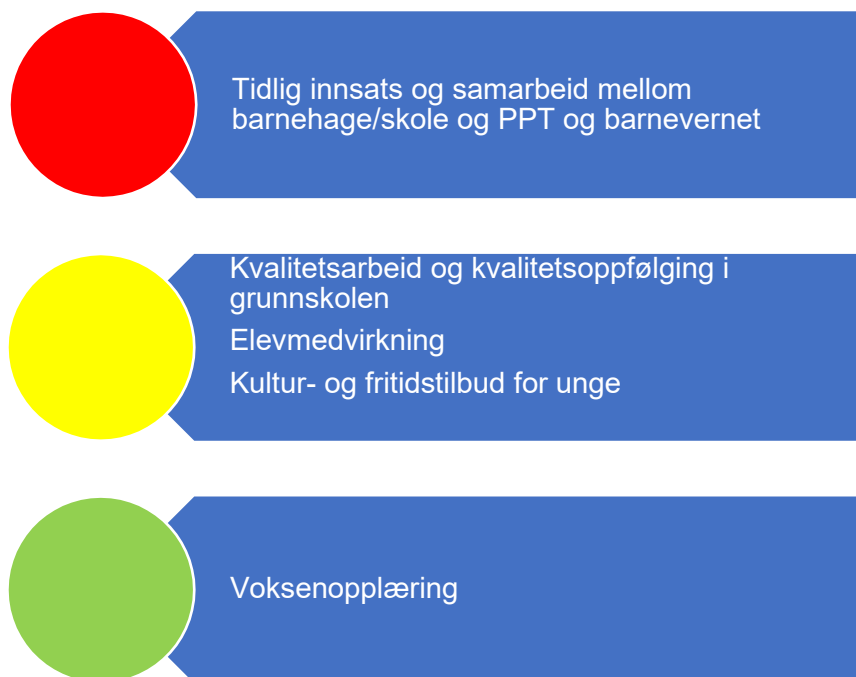 Tidlig innsats og samarbeid mellom
barnehage/skole og PPT og barnevernet
Kvalitetsarbeid og kvalitetsoppfølging i
grunnskolen
Elevmedvirkning
Kultur- og fritidstilbud for unge
Voksenopplæring